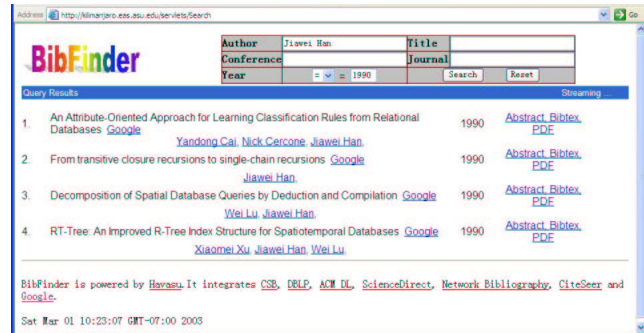 Address http://kilimanjaro.eas.asu.edu/servlets/Search Go
BibFinder
Author Jiawei Han Title
Conference Journal
Year = = 1990 Search Reset
Query Results Streaming ...
1. An Attribute-Oriented Approach for Learning Classification Rules from Relational Databases Google 1990 Abstract, Bibtex, PDF
Yandong Cai, Nick Cercone, Jiawei Han,
2. From transitive closure recursions to single-chain recursions Google 1990 Abstract, Bibtex, PDF
Jiawei Han,
3. Decomposition of Spatial Database Queries by Deduction and Compilation Google 1990 Abstract, Bibtex, PDF
Wei Lu, Jiawei Han,
4. RT-Tree: An Improved R-Tree Index Structure for Spatiotemporal Databases Google 1990 Abstract, Bibtex, PDF
Xiaomei Xu, Jiawei Han, Wei Lu,
BibFinder is powered by Havasu. It integrates CSB, DBLP, ACM DL, ScienceDirect, Network Bibliography, CiteSeer and
Google.
Sat Mar 01 10:23:07 GMT-07:00 2003